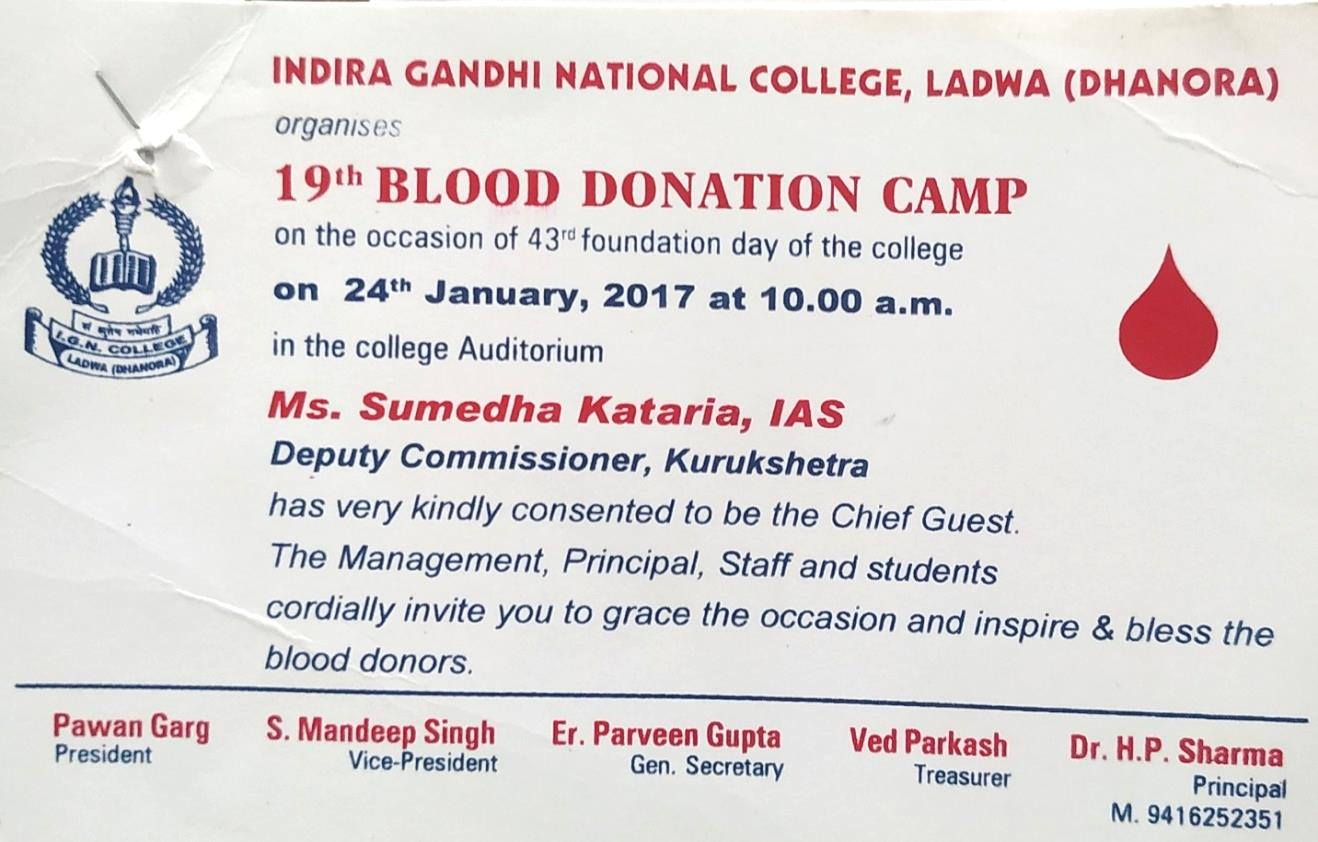 INDIRA GANDHI NATIONAL COLLEGE, LADWA (DHANORA)
organises
19th BLOOD DONATION CAMP
on the occasion of 43rd foundation day of the college
on 24th January, 2017 at 10.00 a.m.
in the college Auditorium
I.G.N. COLLEGE
LADWA (DHANORA)
Ms. Sumedha Kataria, IAS
Deputy Commissioner, Kurukshetra
has very kindly consented to be the Chief Guest.
The Management, Principal, Staff and students
cordially invite you to grace the occasion and inspire & bless the
blood donors.
Pawan Garg S. Mandeep Singh Er. Parveen Gupta Ved Parkash Dr. H.P. Sharma
President Vice-President Gen. Secretary Treasurer Principal
M. 9416252351